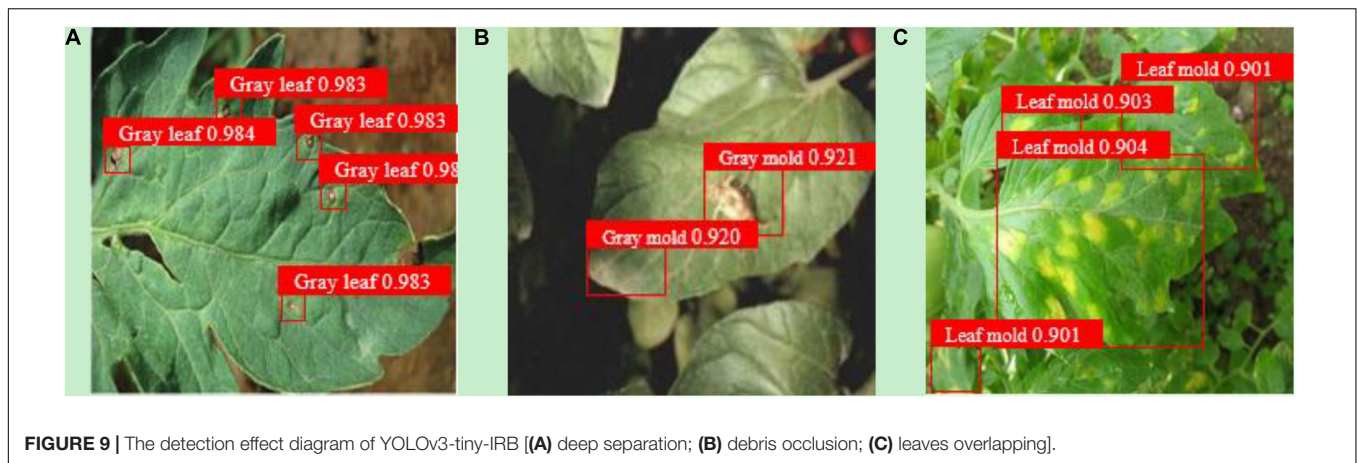 A
Gray leaf 0.983
Gray leaf 0.984
Gray leaf 0.983
Gray leaf 0.98
Gray leaf 0.983
B
Gray mold 0.921
Gray mold 0.920
C
Leaf mold 0.901
Leaf mold 0.903
Leaf mold 0.904
Leaf mold 0.901
FIGURE 9 | The detection effect diagram of YOLOv3-tiny-IRB [(A) deep separation; (B) debris occlusion; (C) leaves overlapping].